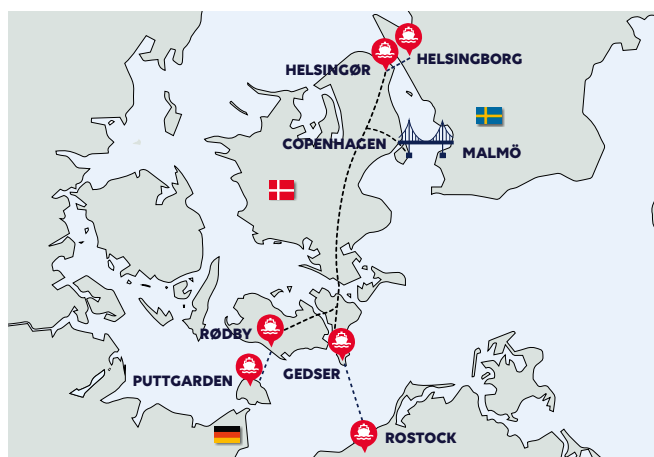 HELSINGBORG
HELSINGØR
COPENHAGEN
MALMÖ
RØDBY
GEDSER
PUTTGARDEN
ROSTOCK